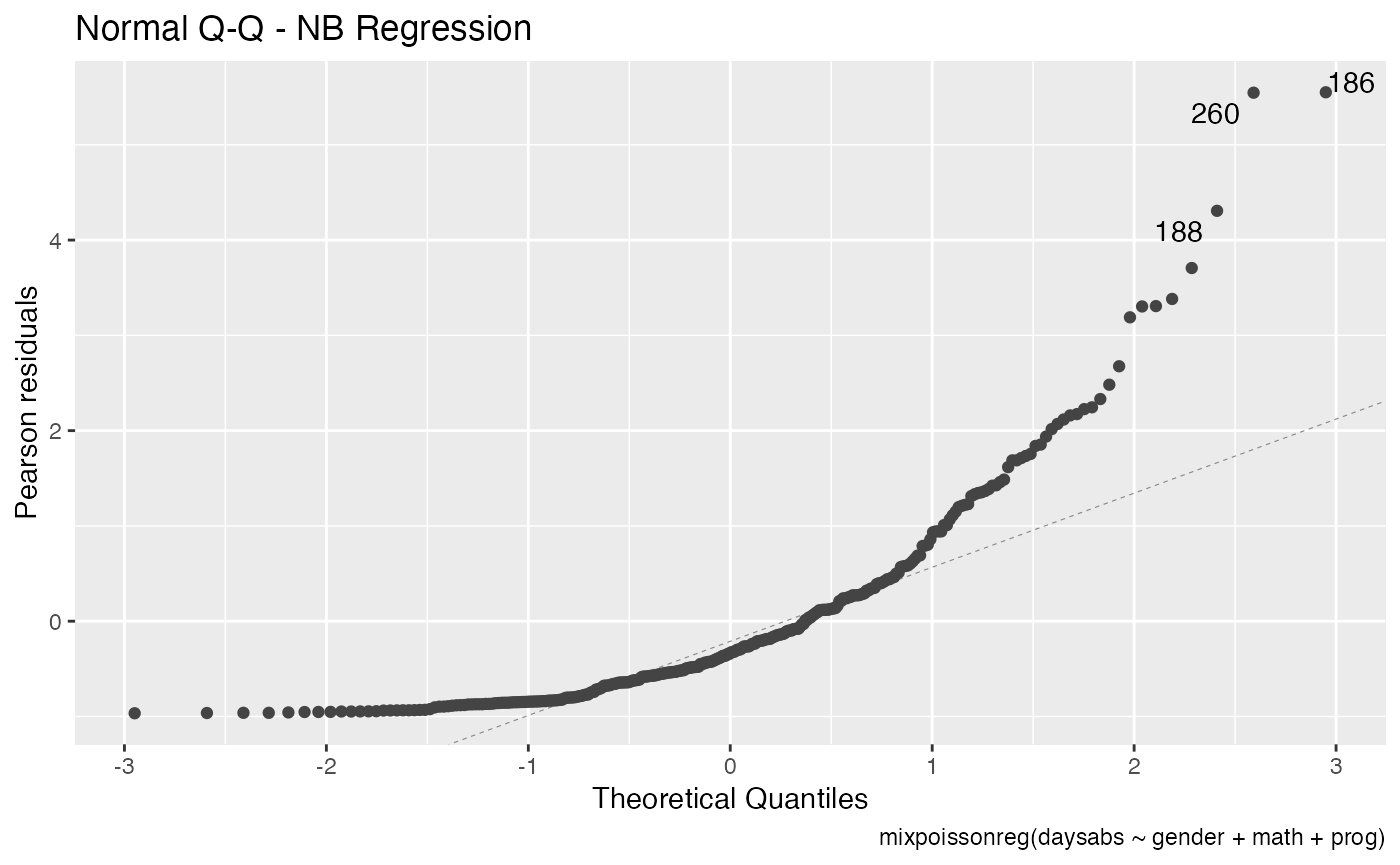 Normal Q-Q - NB Regression
186
260
188
4
2
0
Pearson residuals
-3 -2 -1 0 1 2 3
Theoretical Quantiles
mixpoissonreg(daysabs ~ gender + math + prog)